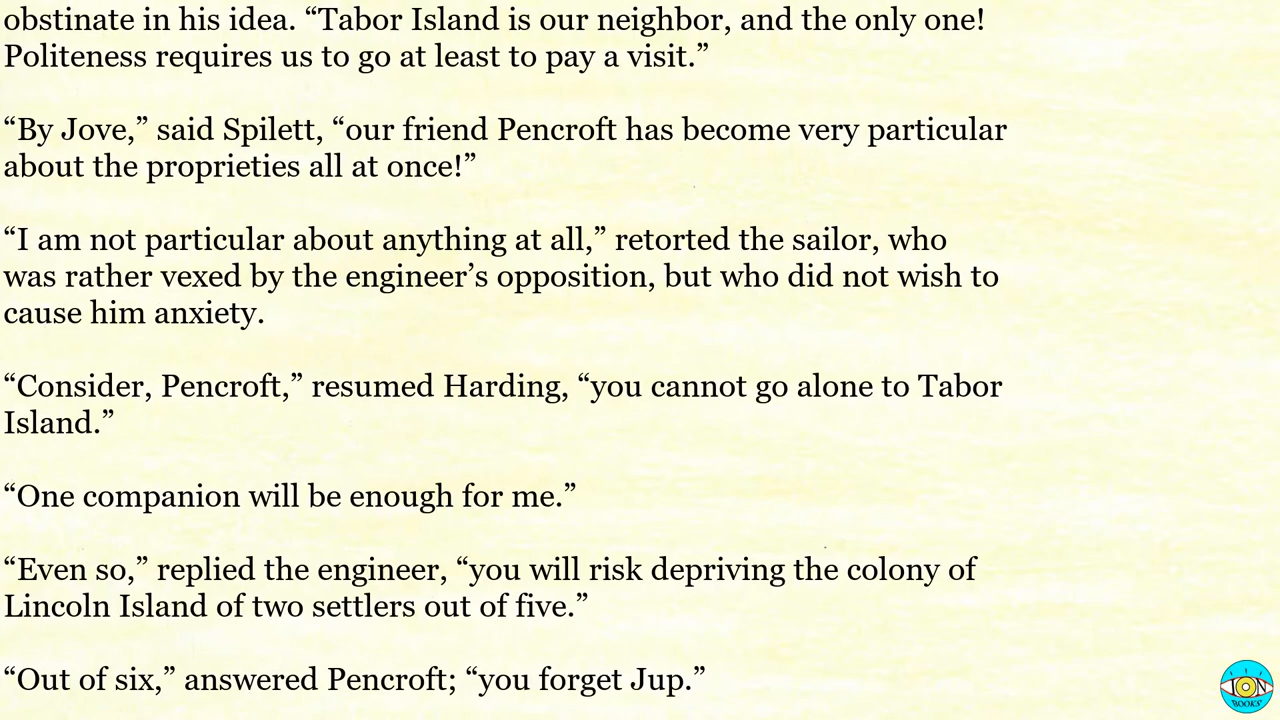 obstinate in his idea. “Tabor Island is our neighbor, and the only one!
Politeness requires us to go at least to pay a visit.”
“By Jove,” said Spilett, “our friend Pencroft has become very particular
about the proprieties all at once!”
“I am not particular about anything at all,” retorted the sailor, who
was rather vexed by the engineer’s opposition, but who did not wish to
cause him anxiety.
“Consider, Pencroft,” resumed Harding, “you cannot go alone to Tabor
Island.”
“One companion will be enough for me.”
“Even so,” replied the engineer, “you will risk depriving the colony of
Lincoln Island of two settlers out of five.”
“Out of six,” answered Pencroft; “you forget Jup.”
ION
BOOKS